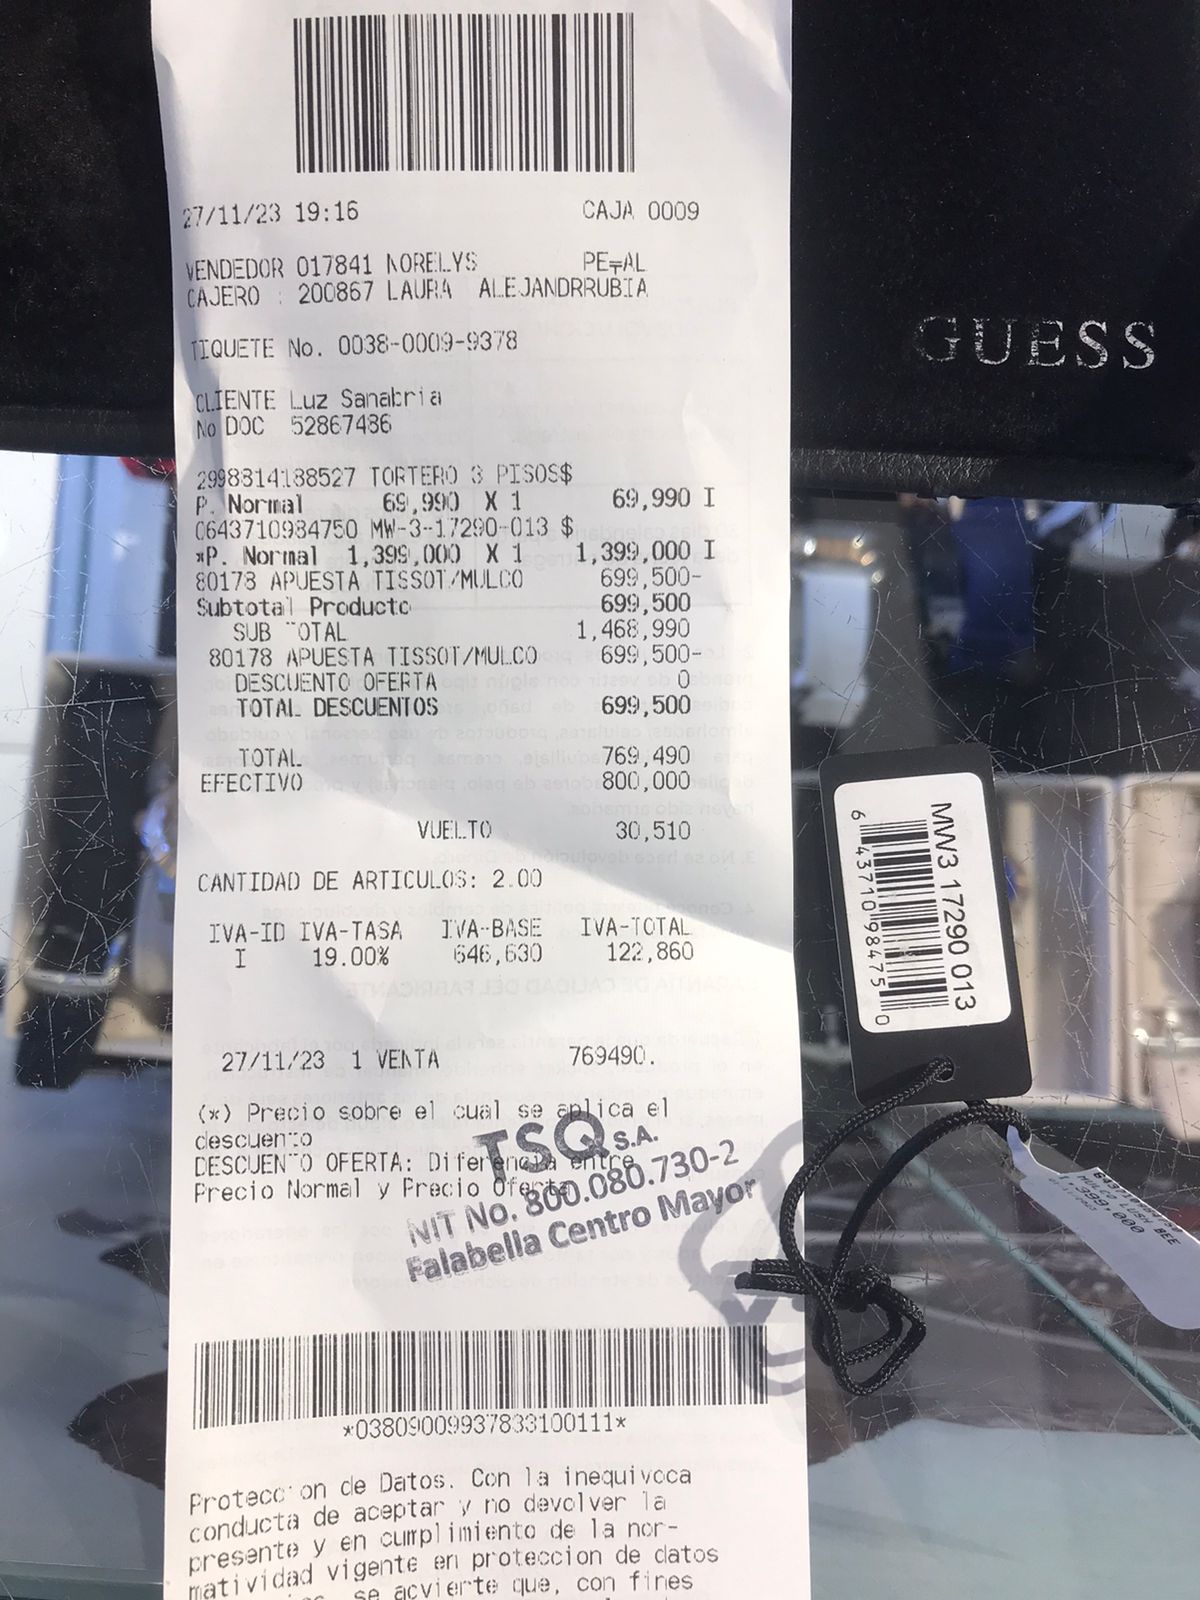 27/11/23 19:16 CAJA 0009
VENDEDOR 017841 NORELYS
CAJERO : 200867 LAURA ALEJANDRRUBIA
TIQUETE No. 0038-0009-9378
CLIENTE Luz Sanabria
No DOC 52867486
2998814188527 TORTERO 3 PISOS$
P. Normal 69,990 X 1 69,990 I
0643710984750 MW-3-17290-013 $
*P. Normal 1,399,000 X 1 1,399,000 I
80178 APUESTA TISSOT/MULCO 699,500-
Subtotal Producto 699,500
SUB TOTAL 1,468,990
80178 APUESTA TISSOT/MULCO 699,500-
DESCUENTO OFERTA 0
TOTAL DESCUENTOS 699,500
TOTAL 769,490
EFECTIVO 800,000
VUELTO 30,510
CANTIDAD DE ARTICULOS: 2.00
IVA-ID IVA-TASA IVA-BASE IVA-TOTAL
I 19.00% 646,630 122,860
27/11/23 1 VENTA 769490.
(*) Precio sobre el cual se aplica el
descuento
DESCUENTO OFERTA: Diferencia entre
Precio Normal y Precio Oferta
TSQ S.A.
NIT No. 800.080.730-2
Falabella Centro Mayor
*03809009937833100111*
Proteccion de Datos. Con la inequivoca
conducta de aceptar y no devolver la
presente y en cumplimiento de la nor-
matividad vigente en proteccion de datos
se advierte que, con fines
GUESS
MW3 17290 013
6 43710 98475 0
MULCO LUSH BEE
1,399,000